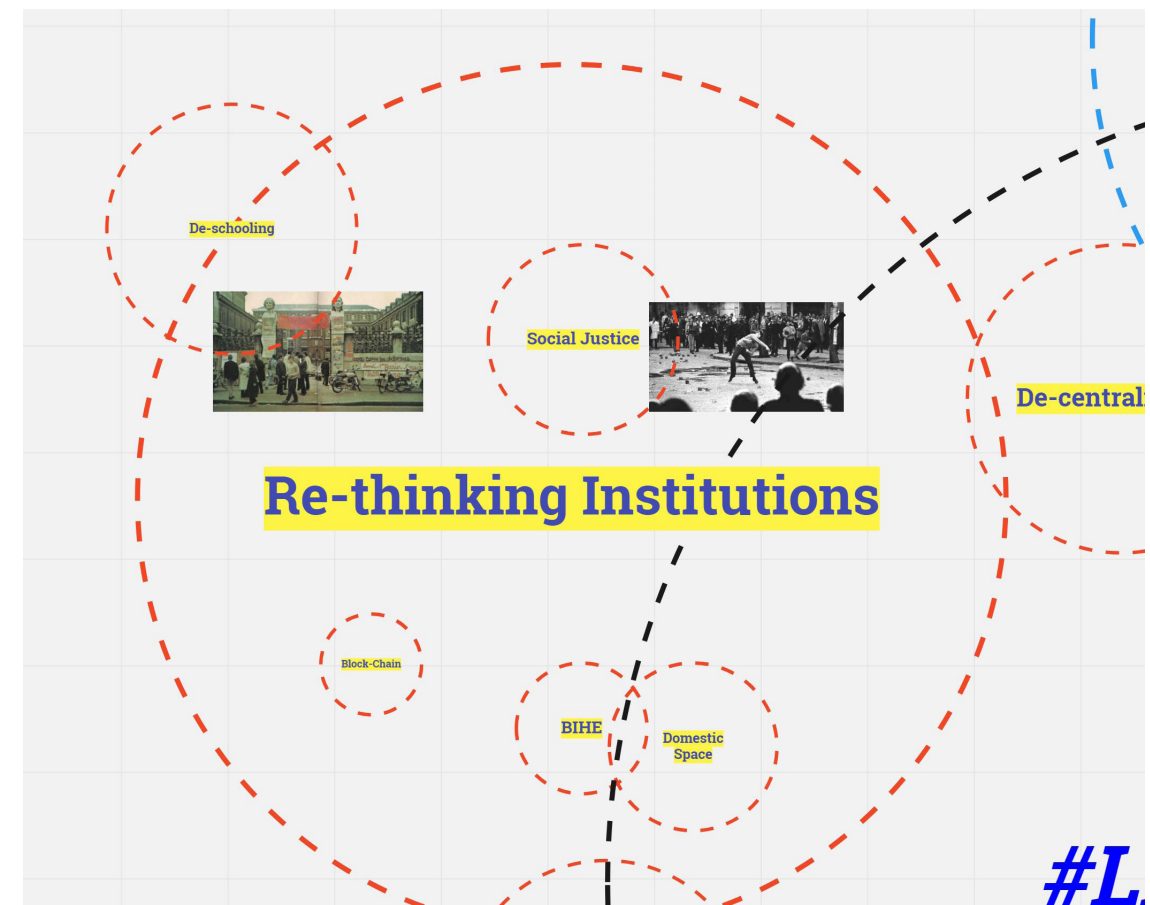 De-schooling
Social Justice
De-central
Re-thinking Institutions
Block-Chain
BIHE
Domestic
Space
#L